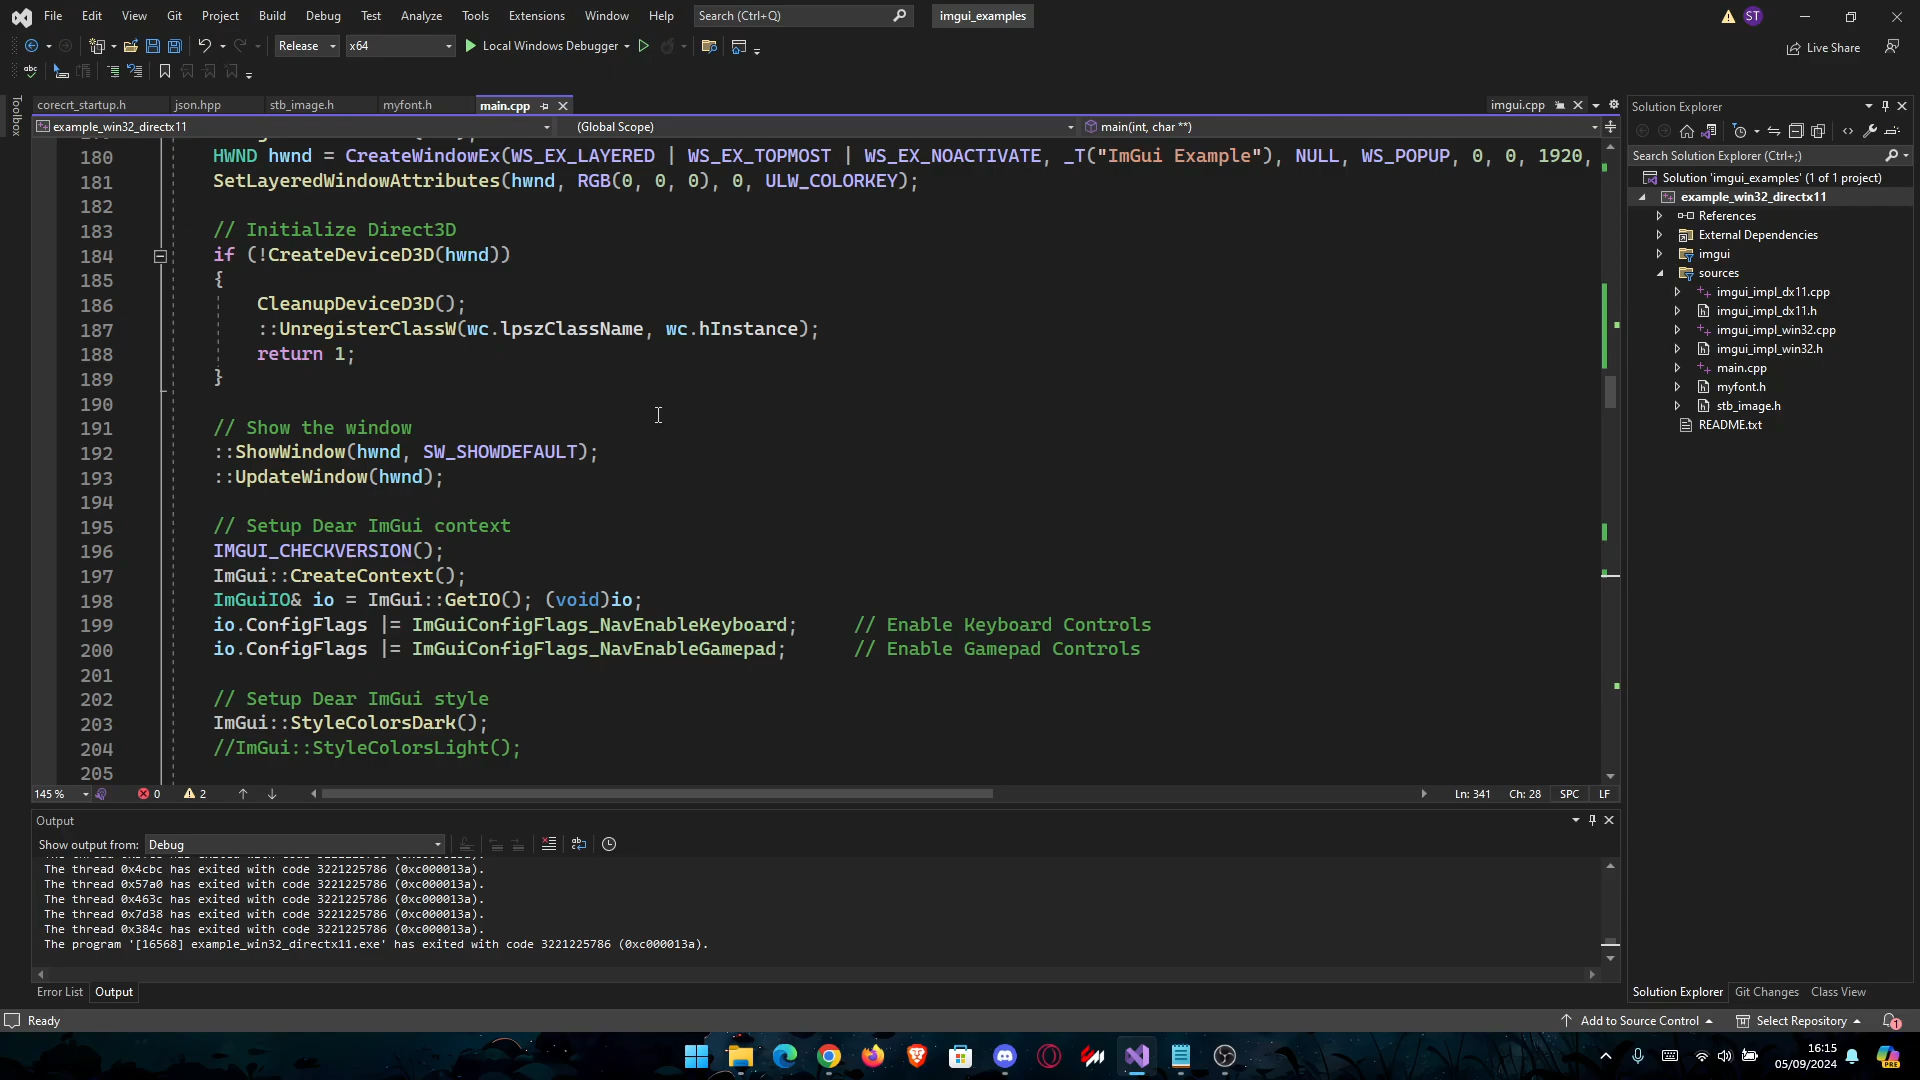 File Edit View Git Project Build Debug Test Analyze Tools Extensions Window Help Search (Ctrl+Q) imgui_examples ST
Release x64 Local Windows Debugger Live Share
abc
Toolbox
corecrt_startup.h json.hpp stb_image.h myfont.h main.cpp imgui.cpp
example_win32_directx11 (Global Scope) main(int, char **)
180 HWND hwnd = CreateWindowEx(WS_EX_LAYERED | WS_EX_TOPMOST | WS_EX_NOACTIVATE, _T("ImGui Example"), NULL, WS_POPUP, 0, 0, 1920,
181 SetLayeredWindowAttributes(hwnd, RGB(0, 0, 0), 0, ULW_COLORKEY);
182
183 // Initialize Direct3D
184 if (!CreateDeviceD3D(hwnd))
185 {
186 CleanupDeviceD3D();
187 ::UnregisterClassW(wc.lpszClassName, wc.hInstance);
188 return 1;
189 }
190
191 // Show the window
192 ::ShowWindow(hwnd, SW_SHOWDEFAULT);
193 ::UpdateWindow(hwnd);
194
195 // Setup Dear ImGui context
196 IMGUI_CHECKVERSION();
197 ImGui::CreateContext();
198 ImGuiIO& io = ImGui::GetIO(); (void)io;
199 io.ConfigFlags |= ImGuiConfigFlags_NavEnableKeyboard; // Enable Keyboard Controls
200 io.ConfigFlags |= ImGuiConfigFlags_NavEnableGamepad; // Enable Gamepad Controls
201
202 // Setup Dear ImGui style
203 ImGui::StyleColorsDark();
204 //ImGui::StyleColorsLight();
205
145 % 0 2 Ln: 341 Ch: 28 SPC LF
Output
Show output from: Debug
The thread 0x4cbc has exited with code 3221225786 (0xc000013a).
The thread 0x57a0 has exited with code 3221225786 (0xc000013a).
The thread 0x463c has exited with code 3221225786 (0xc000013a).
The thread 0x7d38 has exited with code 3221225786 (0xc000013a).
The thread 0x384c has exited with code 3221225786 (0xc000013a).
The program '[16568] example_win32_directx11.exe' has exited with code 3221225786 (0xc000013a).
Error List Output
Solution Explorer
Search Solution Explorer (Ctrl+;)
Solution 'imgui_examples' (1 of 1 project)
example_win32_directx11
References
External Dependencies
imgui
sources
imgui_impl_dx11.cpp
imgui_impl_dx11.h
imgui_impl_win32.cpp
imgui_impl_win32.h
main.cpp
myfont.h
stb_image.h
README.txt
Solution Explorer Git Changes Class View
Ready Add to Source Control Select Repository 1
16:15
05/09/2024
PRE